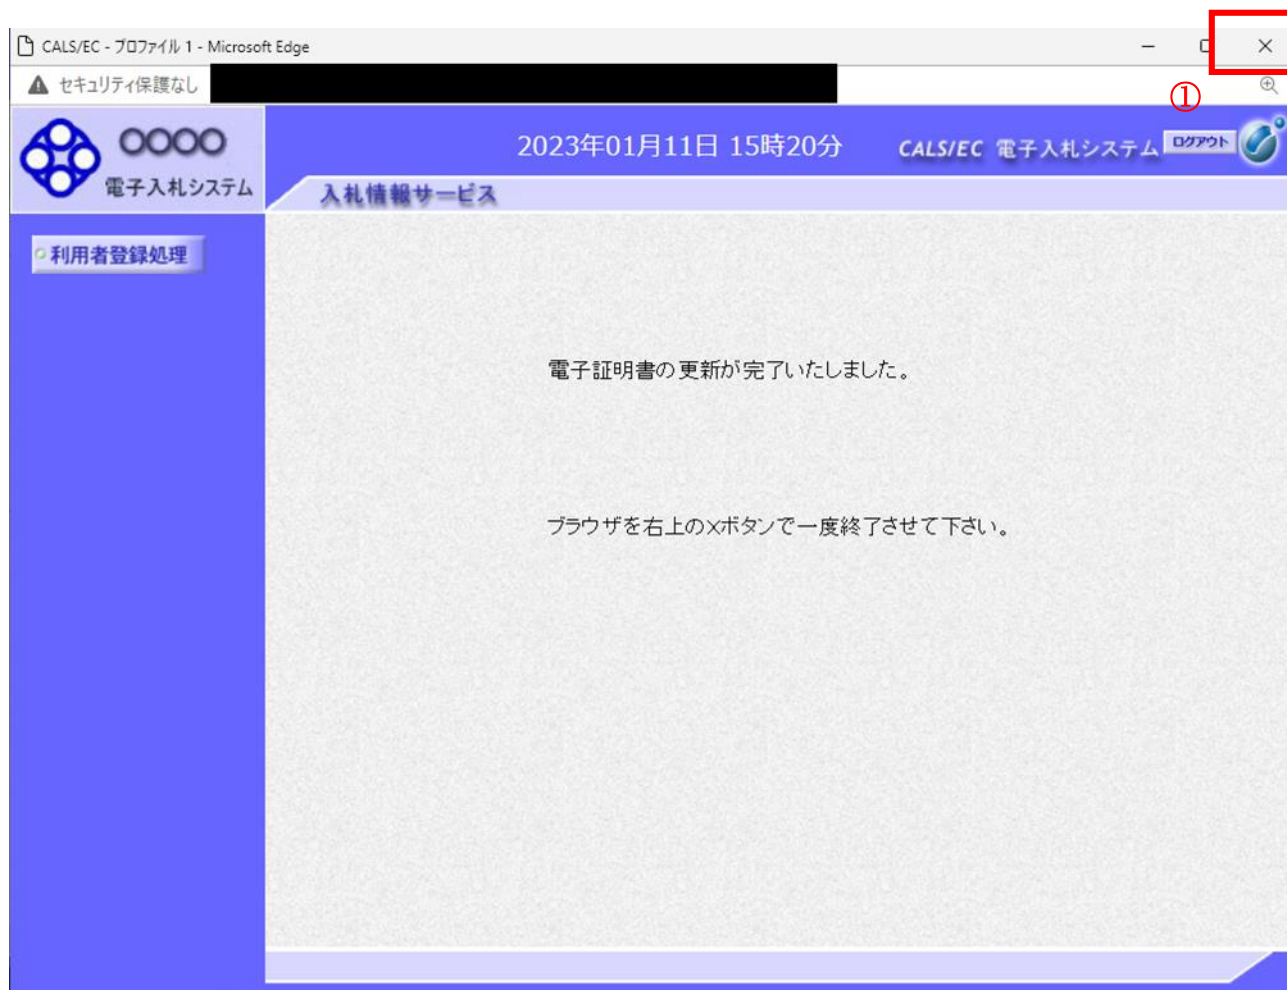 CALS/EC - プロファイル 1 - Microsoft Edge
セキュリティ保護なし
①
〇〇〇〇
電子入札システム
2023年01月11日 15時20分
CALS/EC 電子入札システム
ログアウト
入札情報サービス
利用者登録処理
電子証明書の更新が完了いたしました。
ブラウザを右上の×ボタンで一度終了させて下さい。